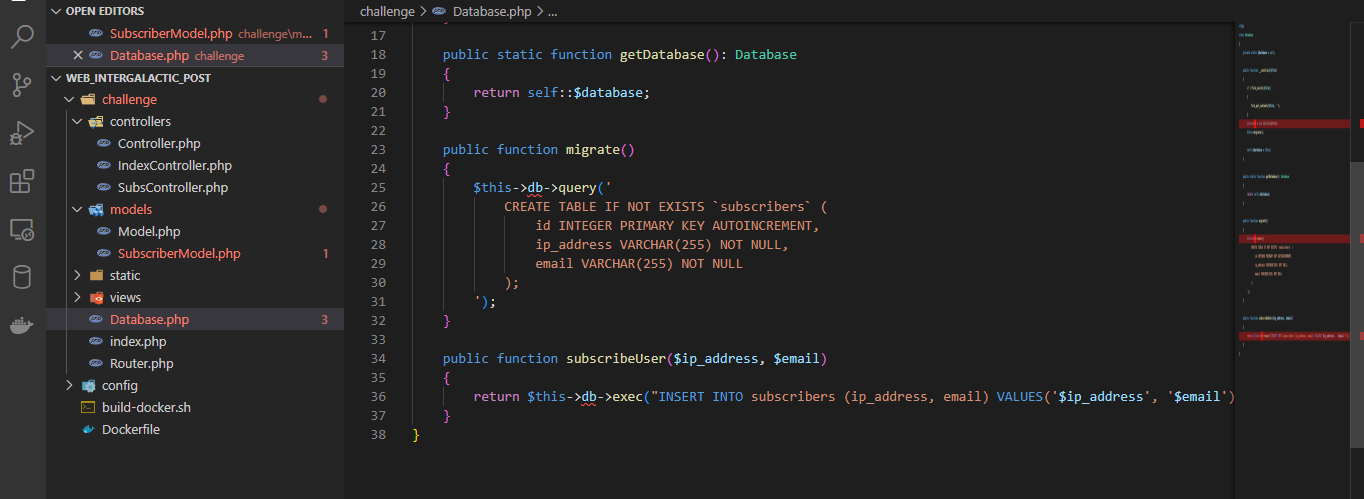 OPEN EDITORS
SubscriberModel.php challenge\m... 1
Database.php challenge 3
WEB_INTERGALACTIC_POST
challenge
controllers
Controller.php
IndexController.php
SubsController.php
models
Model.php
SubscriberModel.php 1
static
views
Database.php 3
index.php
Router.php
config
build-docker.sh
Dockerfile
challenge > Database.php > ...
17
18 public static function getDatabase(): Database
19 {
20 return self::$database;
21 }
22
23 public function migrate()
24 {
25 $this->db->query('
26 CREATE TABLE IF NOT EXISTS `subscribers` (
27 id INTEGER PRIMARY KEY AUTOINCREMENT,
28 ip_address VARCHAR(255) NOT NULL,
29 email VARCHAR(255) NOT NULL
30 );
31 ');
32 }
33
34 public function subscribeUser($ip_address, $email)
35 {
36 return $this->db->exec("INSERT INTO subscribers (ip_address, email) VALUES('$ip_address', '$email')
37 }
38 }